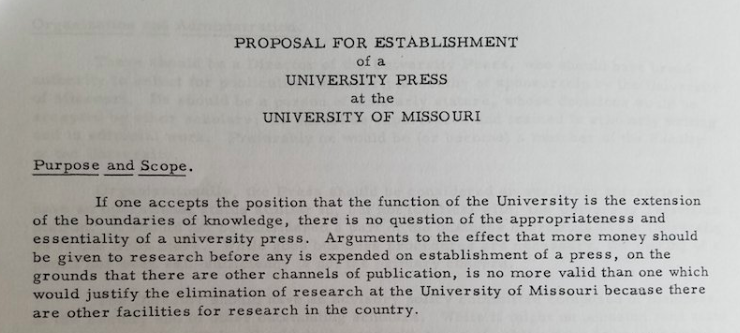 PROPOSAL FOR ESTABLISHMENT
of a
UNIVERSITY PRESS
at the
UNIVERSITY OF MISSOURI
Purpose and Scope.
If one accepts the position that the function of the University is the extension
of the boundaries of knowledge, there is no question of the appropriateness and
essentiality of a university press. Arguments to the effect that more money should
be given to research before any is expended on establishment of a press, on the
grounds that there are other channels of publication, is no more valid than one which
would justify the elimination of research at the University of Missouri because there
are other facilities for research in the country.